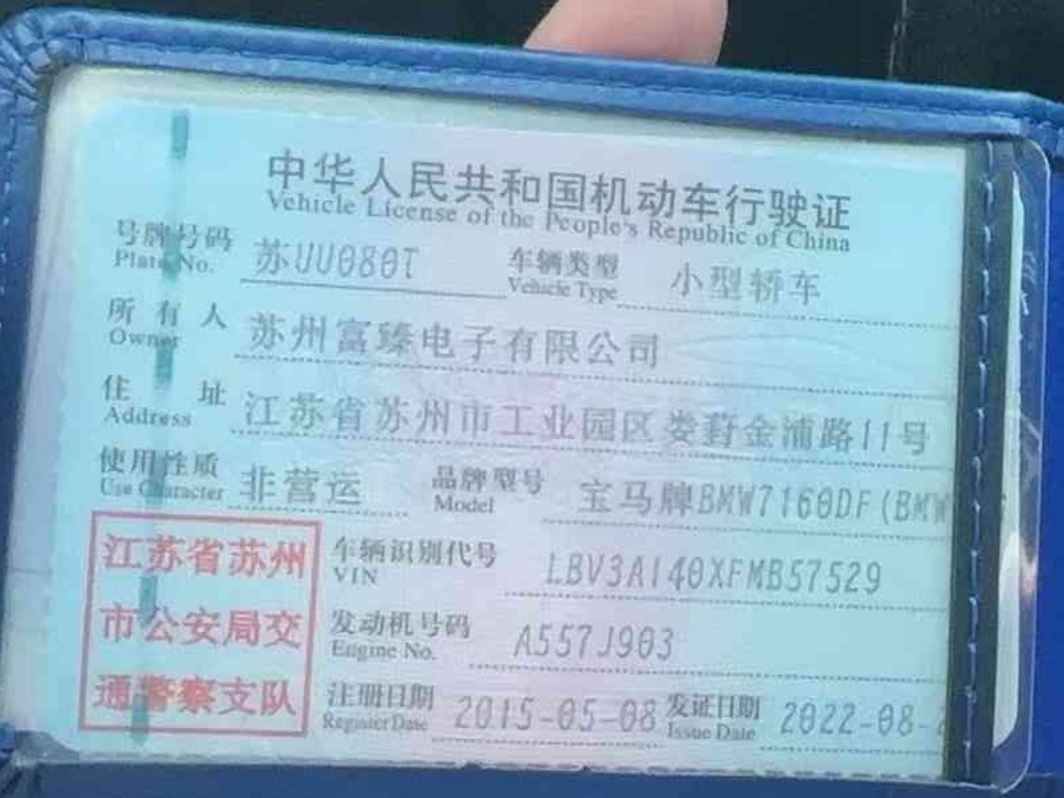 中华人民共和国机动车行驶证
Vehicle License of the People's Republic of China
号牌号码 苏UU080T 车辆类型 小型轿车
Plate No. Vehicle Type
所有人 苏州富臻电子有限公司
Owner
住址 江苏省苏州市工业园区娄葑金浦路11号
Address
使用性质 非营运 品牌型号 宝马牌BMW7160DF(BMW
Use Character Model
江苏省苏州 车辆识别代号 LBV3A140XFMB57529
VIN
市公安局交 发动机号码 A557J903
Engine No.
通警察支队 注册日期 2015-05-08 发证日期 2022-08-
Register Date Issue Date